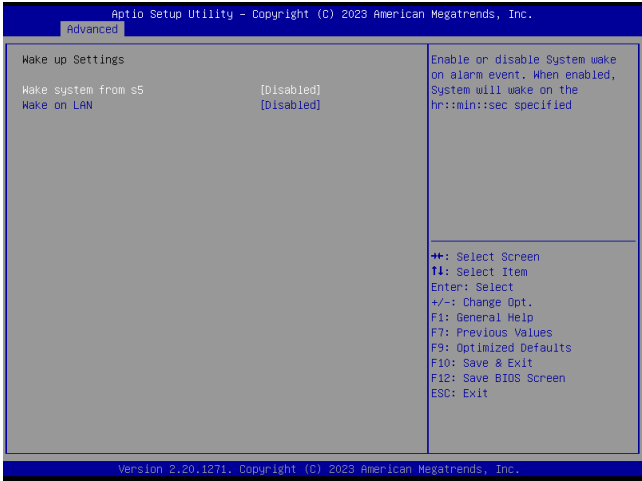 Aptio Setup Utility – Copyright (C) 2023 American Megatrends, Inc.
Advanced
Wake up Settings
Wake system from s5 [Disabled]
Wake on LAN [Disabled]
Enable or disable System wake
on alarm event. When enabled,
System will wake on the
hr::min::sec specified
→←: Select Screen
↑↓: Select Item
Enter: Select
+/-: Change Opt.
F1: General Help
F7: Previous Values
F9: Optimized Defaults
F10: Save & Exit
F12: Save BIOS Screen
ESC: Exit
Version 2.20.1271. Copyright (C) 2023 American Megatrends, Inc.